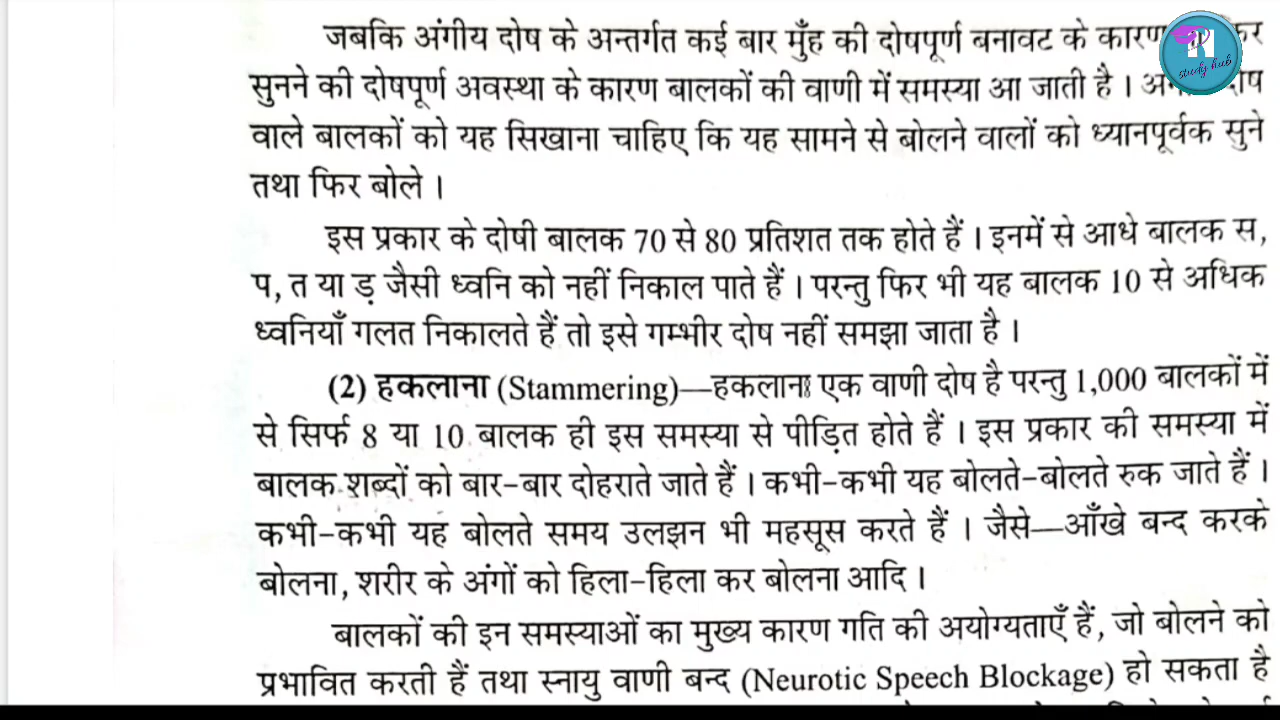 जबकि अंगीय दोष के अन्तर्गत कई बार मुँह की दोषपूर्ण बनावट के कारण
सुनने की दोषपूर्ण अवस्था के कारण बालकों की वाणी में समस्या आ जाती है । दोष
वाले बालकों को यह सिखाना चाहिए कि यह सामने से बोलने वालों को ध्यानपूर्वक सुने
तथा फिर बोले ।
इस प्रकार के दोषी बालक 70 से 80 प्रतिशत तक होते हैं । इनमें से आधे बालक स,
प, त या ड़ जैसी ध्वनि को नहीं निकाल पाते हैं । परन्तु फिर भी यह बालक 10 से अधिक
ध्वनियाँ गलत निकालते हैं तो इसे गम्भीर दोष नहीं समझा जाता है ।
(2) हकलाना (Stammering)—हकलाना एक वाणी दोष है परन्तु 1,000 बालकों में
से सिर्फ 8 या 10 बालक ही इस समस्या से पीड़ित होते हैं । इस प्रकार की समस्या में
बालक शब्दों को बार-बार दोहराते जाते हैं । कभी-कभी यह बोलते-बोलते रुक जाते हैं ।
कभी-कभी यह बोलते समय उलझन भी महसूस करते हैं । जैसे—आँखे बन्द करके
बोलना, शरीर के अंगों को हिला-हिला कर बोलना आदि ।
बालकों की इन समस्याओं का मुख्य कारण गति की अयोग्यताएँ हैं, जो बोलने को
प्रभावित करती हैं तथा स्नायु वाणी बन्द (Neurotic Speech Blockage) हो सकता है
study hub